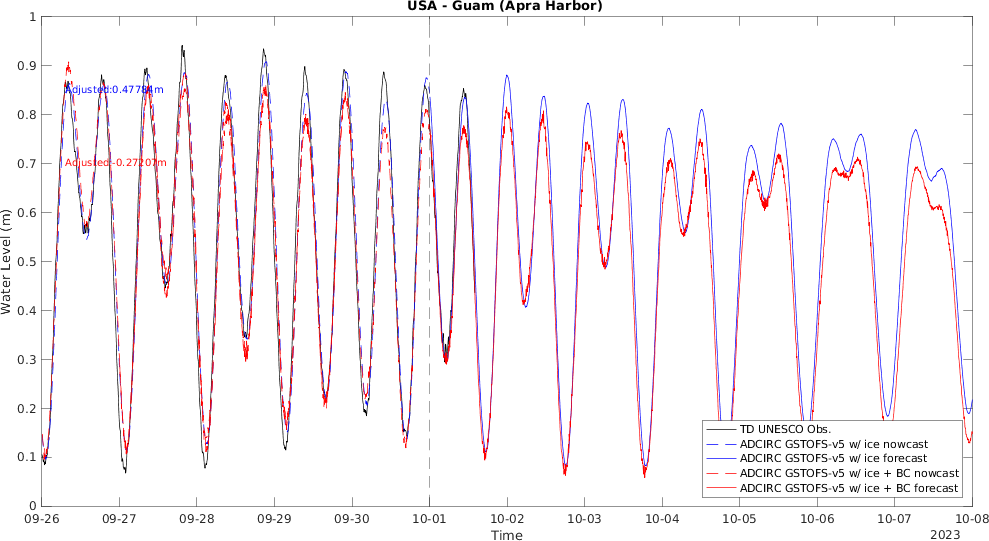 USA - Guam (Apra Harbor)
1
0.9
0.8
0.7
0.6
0.5
0.4
0.3
0.2
0.1
0
Water Level (m)
Adjusted:0.47784m
Adjusted:-0.27207m
TD UNESCO Obs.
ADCIRC GSTOFS-v5 w/ ice nowcast
ADCIRC GSTOFS-v5 w/ ice forecast
ADCIRC GSTOFS-v5 w/ ice + BC nowcast
ADCIRC GSTOFS-v5 w/ ice + BC forecast
09-26 09-27 09-28 09-29 09-30 10-01 10-02 10-03 10-04 10-05 10-06 10-07 10-08
Time
2023